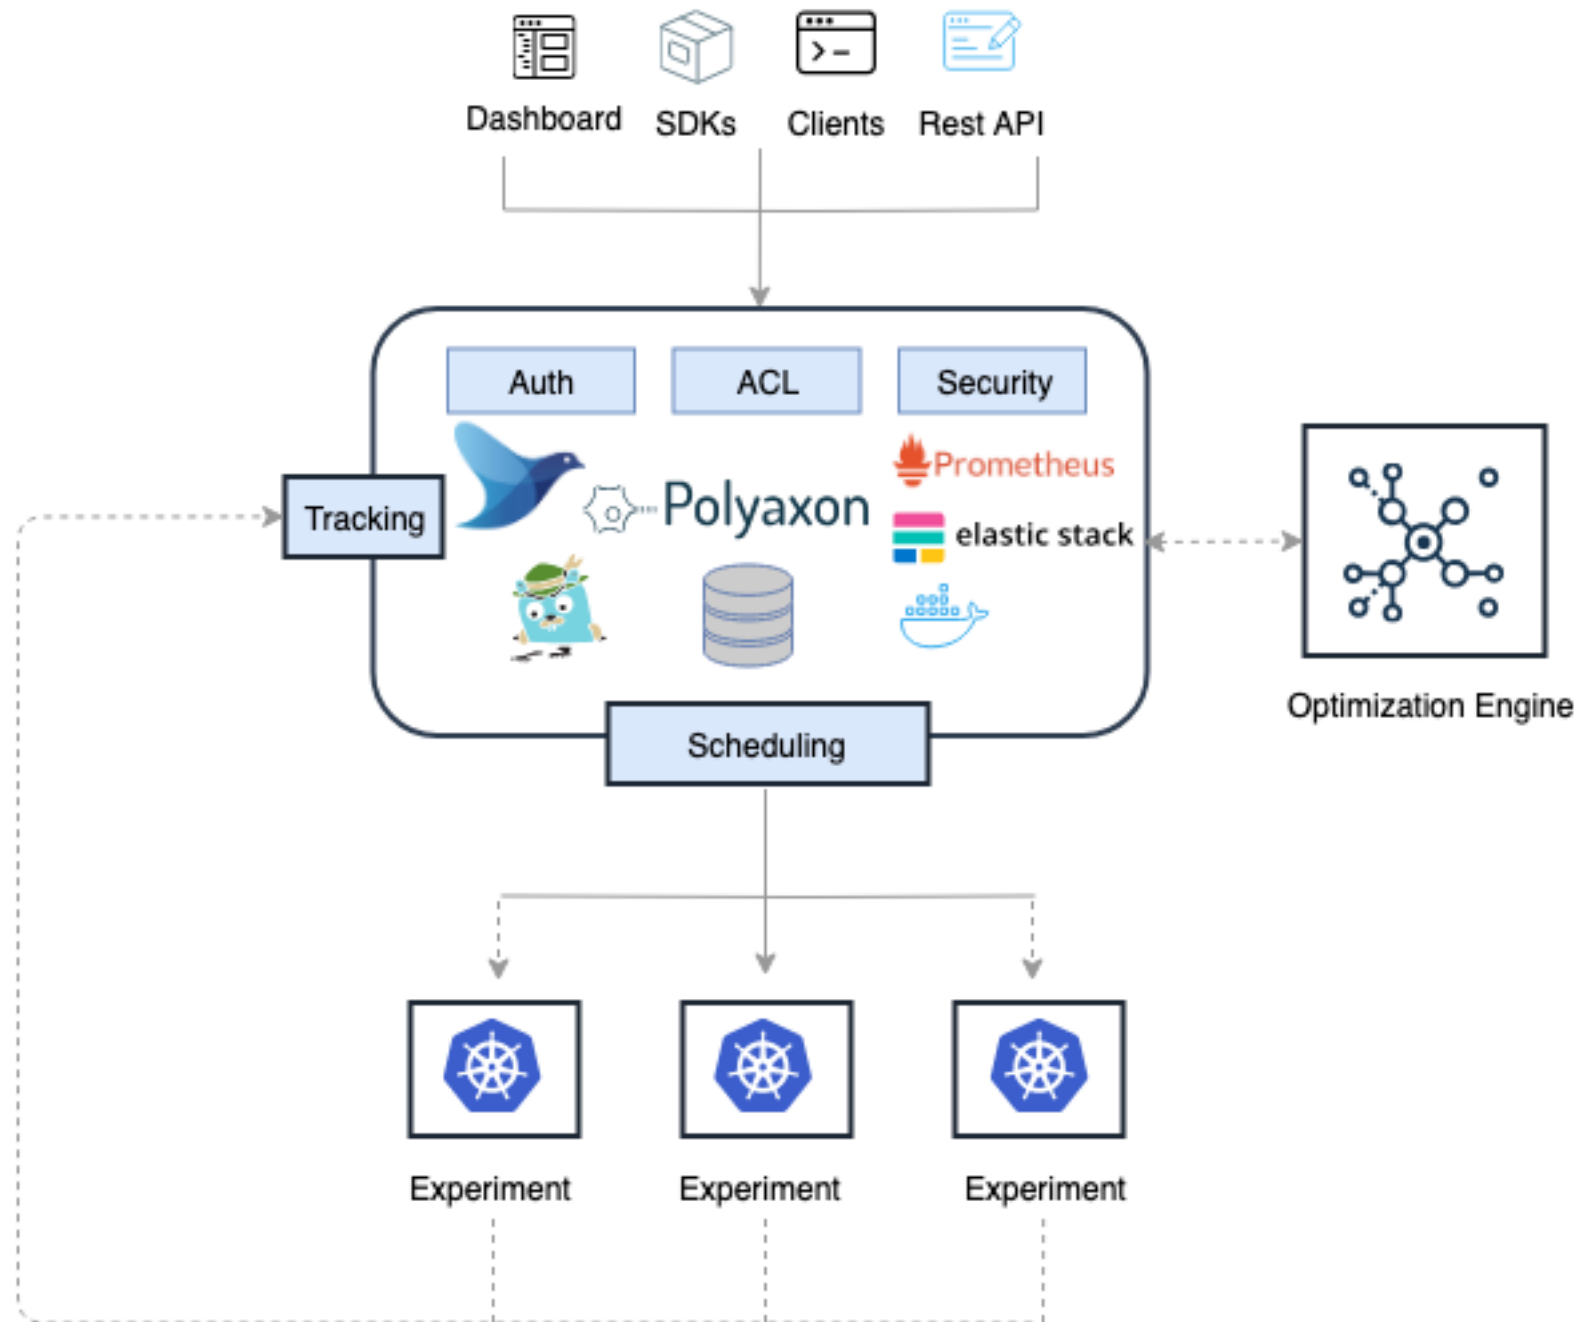 Dashboard
SDKs
Clients
Rest API
Auth
ACL
Security
Prometheus
Tracking
Polyaxon
elastic stack
Optimization Engine
Scheduling
Experiment
Experiment
Experiment